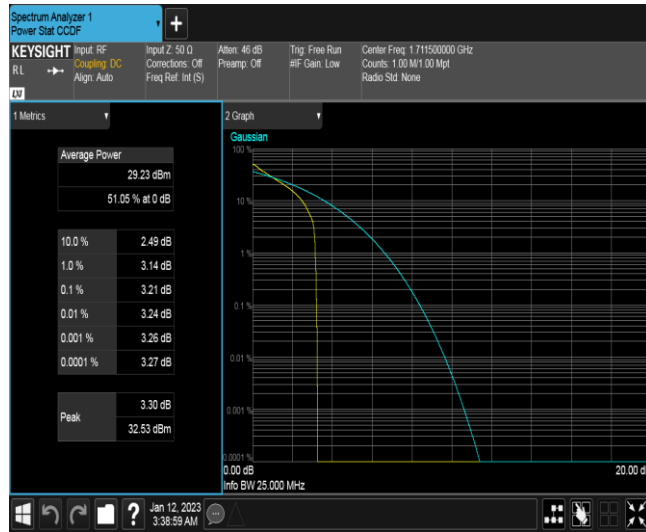 Spectrum Analyzer 1
Power Stat CCDF
+
KEYSIGHT
RL
LXI
Input: RF
Coupling: DC
Align: Auto
Input Z: 50 Ω
Corrections: Off
Freq Ref: Int (S)
Atten: 46 dB
Preamp: Off
Trig: Free Run
#IF Gain: Low
Center Freq: 1.711500000 GHz
Counts: 1.00 M/1.00 Mpt
Radio Std: None
1 Metrics
Average Power
29.23 dBm
51.05 % at 0 dB
10.0 % 2.49 dB
1.0 % 3.14 dB
0.1 % 3.21 dB
0.01 % 3.24 dB
0.001 % 3.26 dB
0.0001 % 3.27 dB
Peak
3.30 dB
32.53 dBm
2 Graph
Gaussian
100 %
10 %
1 %
0.1 %
0.01 %
0.001 %
0.0001 %
0.00 dB
20.00 d
Info BW 25.000 MHz
?
Jan 12, 2023
3:38:59 AM